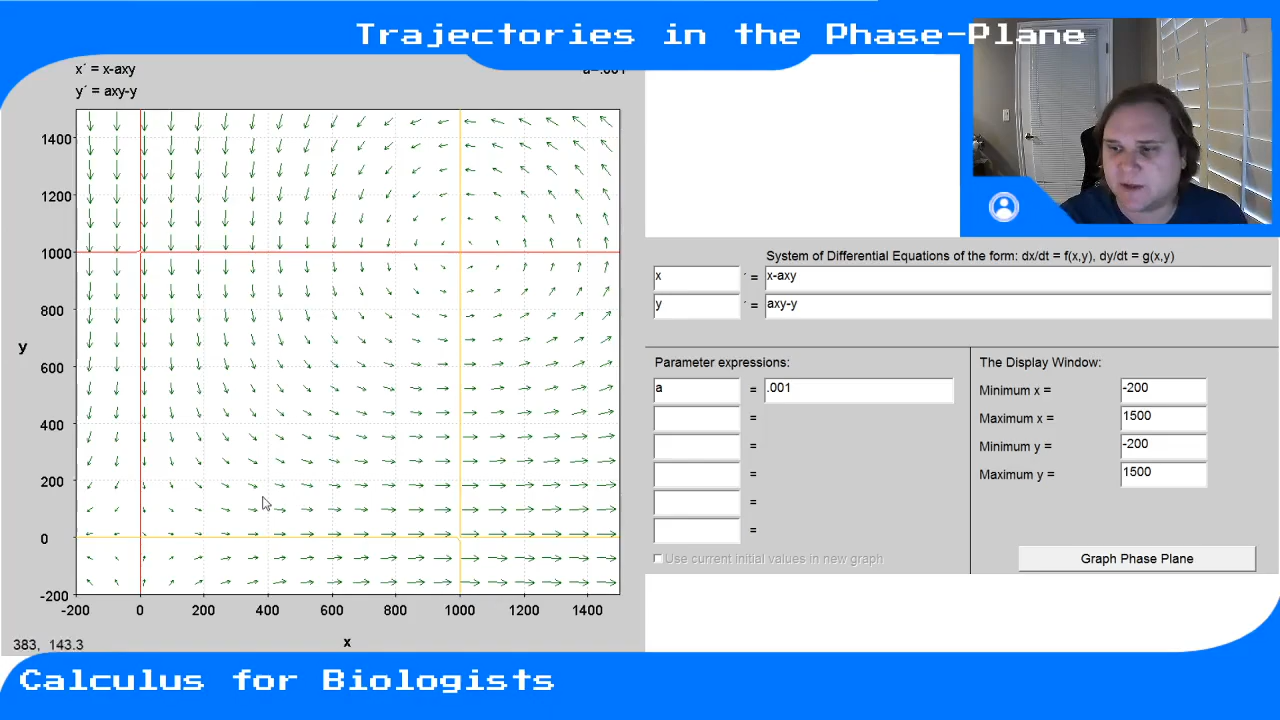 Trajectories in the Phase-Plane
x´ = x-axy
a=.001
y´ = axy-y
1400
1200
1000
800
600
400
200
0
-200
y
-200 0 200 400 600 800 1000 1200 1400
x
383, 143.3
System of Differential Equations of the form: dx/dt = f(x,y), dy/dt = g(x,y)
x ´ = x-axy
y ´ = axy-y
Parameter expressions:
a = .001
=
=
=
=
=
Use current initial values in new graph
The Display Window:
Minimum x = -200
Maximum x = 1500
Minimum y = -200
Maximum y = 1500
Graph Phase Plane
Calculus for Biologists